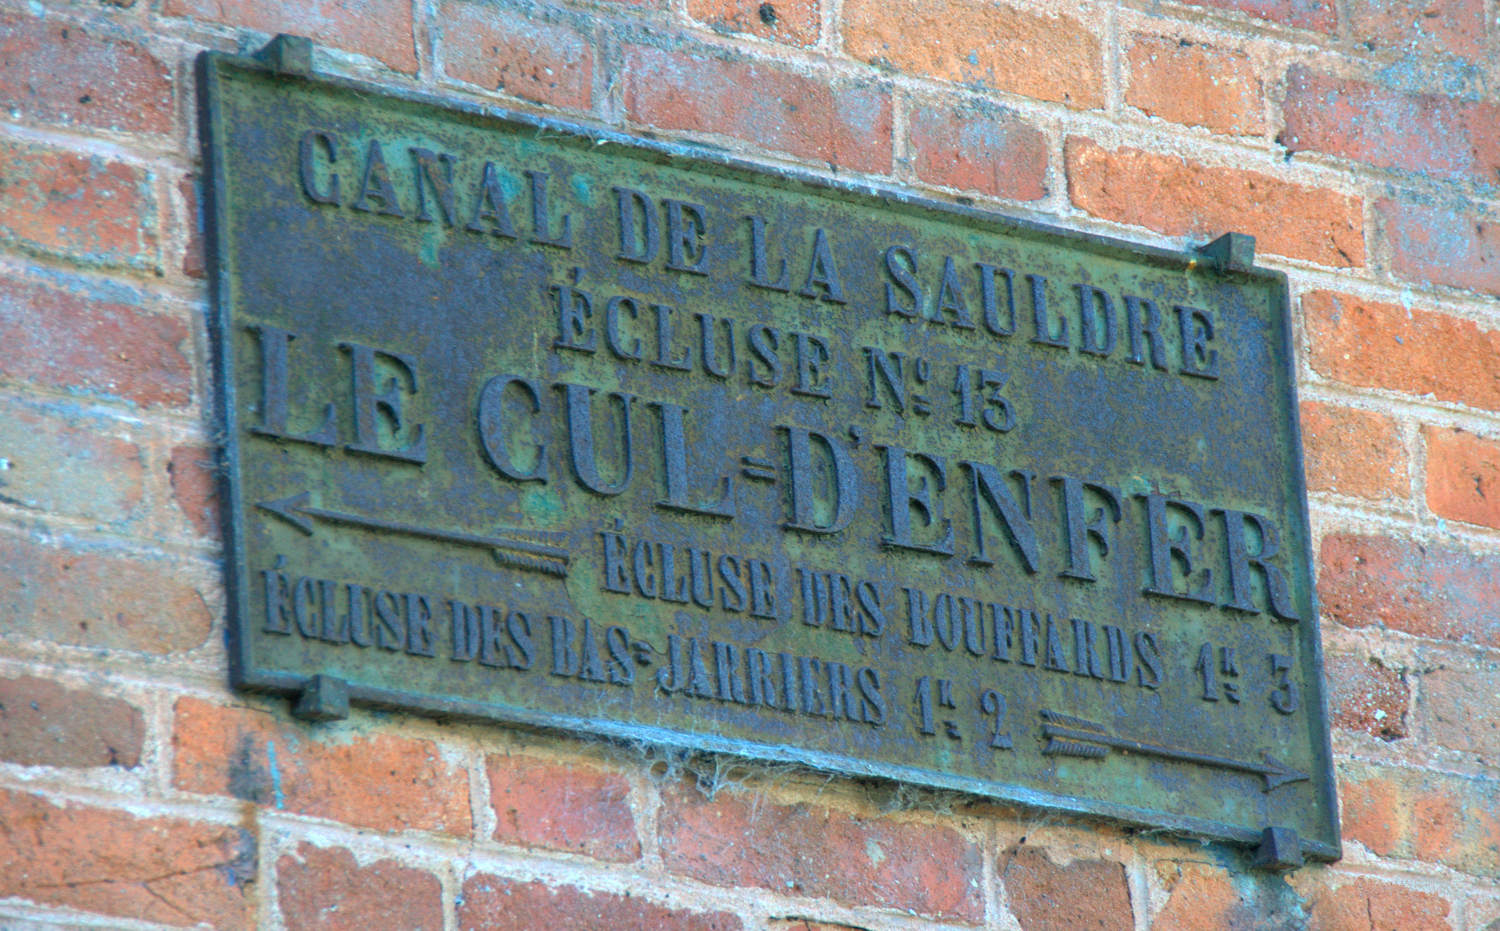 CANAL DE LA SAULDRE
ÉCLUSE Nº 13
LE CUL-D'ENFER
ÉCLUSE DES BOUFFARDS 1K. 3
ÉCLUSE DES BAS-JARRIERS 1K. 2